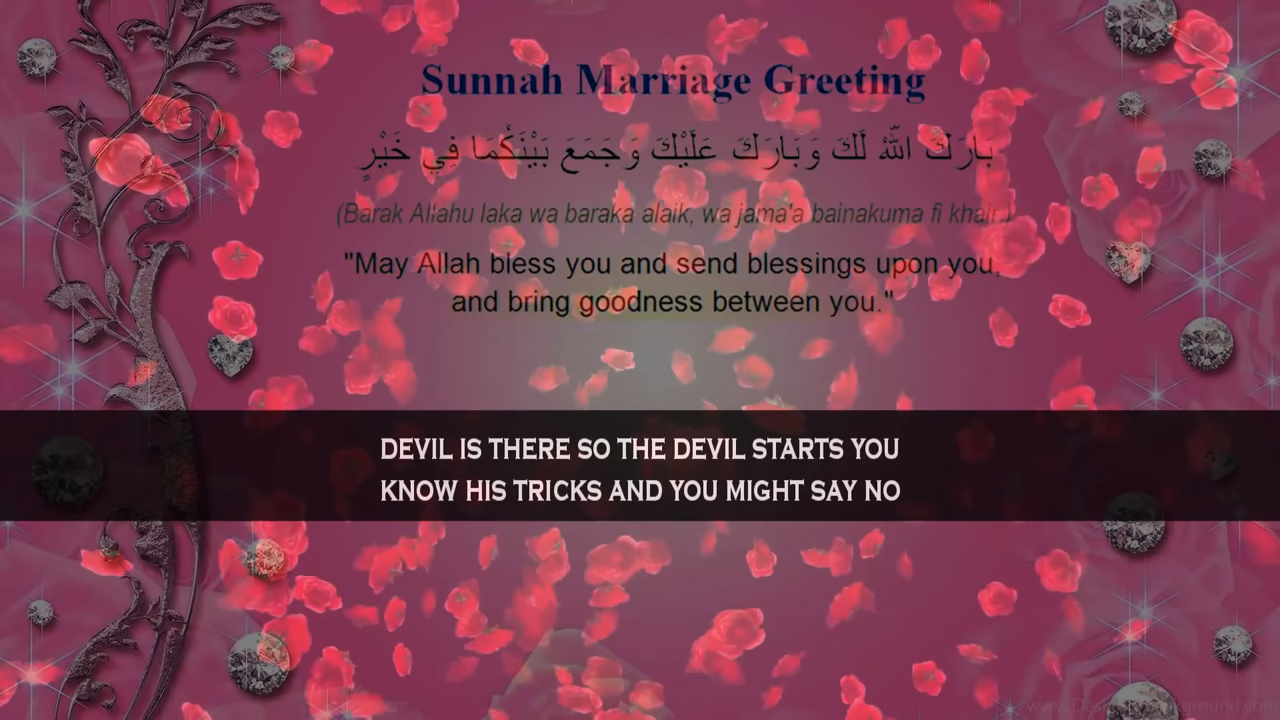 Sunnah Marriage Greeting
بَارَكَ اللَّهُ لَكَ وَبَارَكَ عَلَيْكَ وَجَمَعَ بَيْنَكُمَا فِي خَيْرٍ
(Barak Allahu laka wa baraka alaik, wa jama'a bainakuma fi khair.)
"May Allah bless you and send blessings upon you,
and bring goodness between you."
DEVIL IS THERE SO THE DEVIL STARTS YOU
KNOW HIS TRICKS AND YOU MIGHT SAY NO